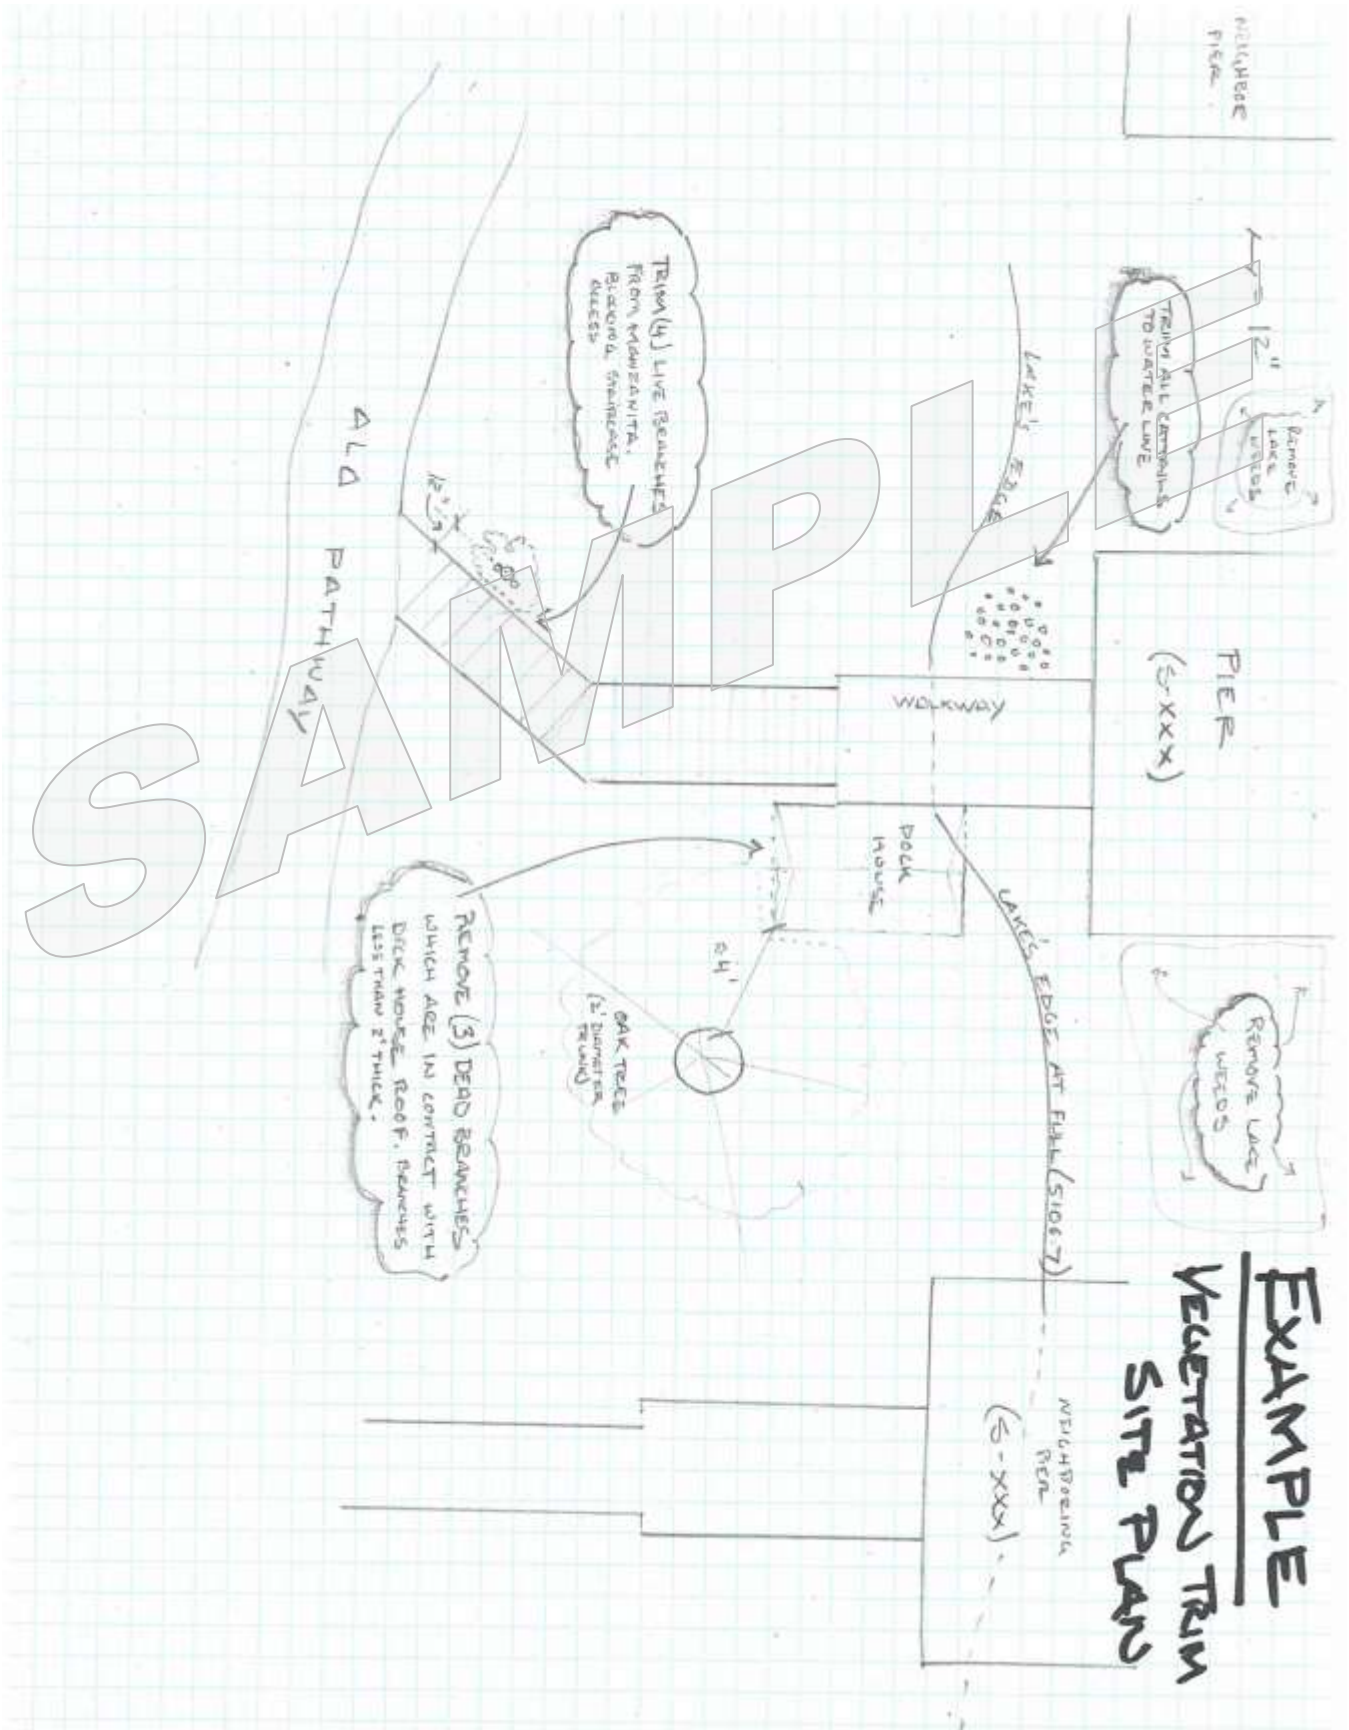 EXAMPLE
VEGETATION TRIM
SITE PLAN
NEIGHBOR
PIER
12"
REMOVE
LAKE
WEEDS
TRIM ALL CATTAILS
TO WATER LINE
PIER
(S-XXX)
REMOVE LAKE
WEEDS
LAKE'S EDGE
WALKWAY
DOCK
HOUSE
LAKE'S EDGE AT FULL (5106.7)
NEIGHBORING
PIER
(S-XXX)
TRIM (4) LIVE BRANCHES
FROM MANZANITA.
BLOCKING STAIRCASE
ACCESS
12'
≈4'
OAK TREE
(2' DIAMETER
TRUNK)
REMOVE (3) DEAD BRANCHES
WHICH ARE IN CONTACT WITH
DOCK HOUSE ROOF. BRANCHES
LESS THAN 2" THICK.
ALA PATHWAY
SAMPLE